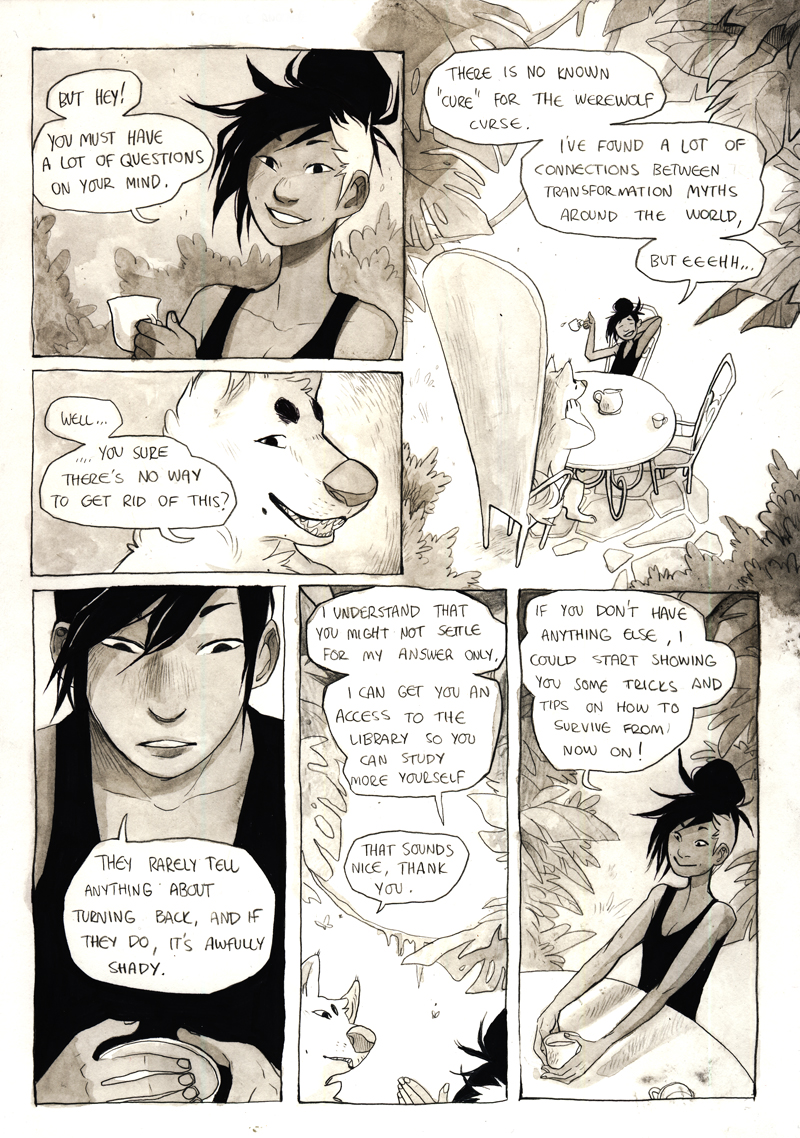 BUT HEY!
YOU MUST HAVE
A LOT OF QUESTIONS
ON YOUR MIND.
WELL...
.... YOU SURE
THERE'S NO WAY
TO GET RID OF THIS?
THERE IS NO KNOWN
"CURE" FOR THE WEREWOLF
CURSE.
I'VE FOUND A LOT OF
CONNECTIONS BETWEEN
TRANSFORMATION MYTHS
AROUND THE WORLD,
BUT EEEHH...
THEY RARELY TELL
ANYTHING ABOUT
TURNING BACK, AND IF
THEY DO, IT'S AWFULLY
SHADY.
I UNDERSTAND THAT
YOU MIGHT NOT SETTLE
FOR MY ANSWER ONLY.
I CAN GET YOU AN
ACCESS TO THE
LIBRARY SO YOU
CAN STUDY
MORE YOURSELF
THAT SOUNDS
NICE, THANK
YOU.
IF YOU DON'T HAVE
ANYTHING ELSE, I
COULD START SHOWING
YOU SOME TRICKS AND
TIPS ON HOW TO
SURVIVE FROM
NOW ON!